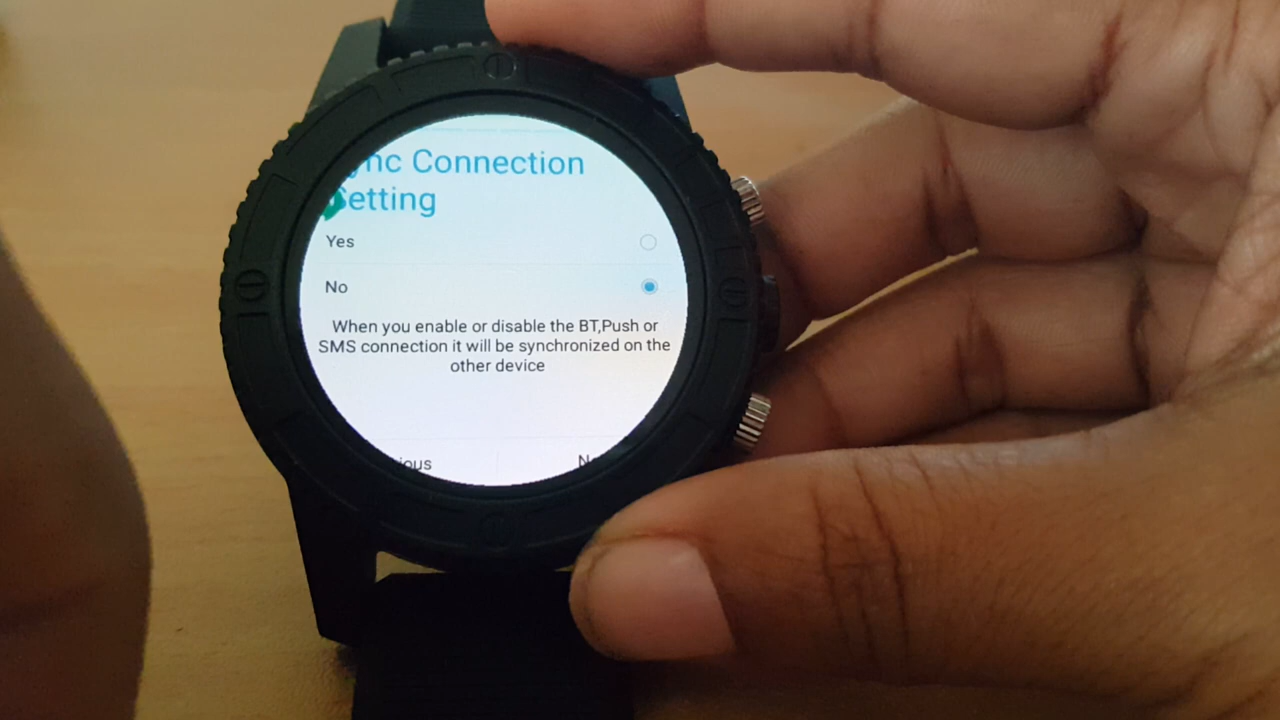 Connection
Setting
Yes
No
When you enable or disable the BT,Push or
SMS connection it will be synchronized on the
other device